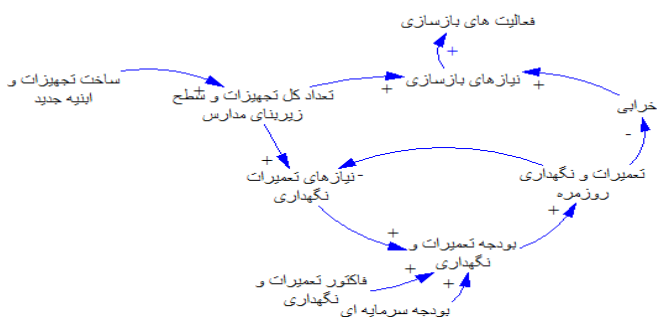 فعالیت های بازسازی
+
نیازهای بازسازی
+
+
ساخت تجهیزات و
ابنیه جدید
+
تعداد کل تجهیزات و سطح
زیربنای مدارس
خرابی
-
+
نیازهای تعمیرات
نگهداری
-
تعمیرات و نگهداری
روزمره
+
+
بودجه تعمیرات و
نگهداری
+
+
فاکتور تعمیرات و
نگهداری
بودجه سرمایه ای